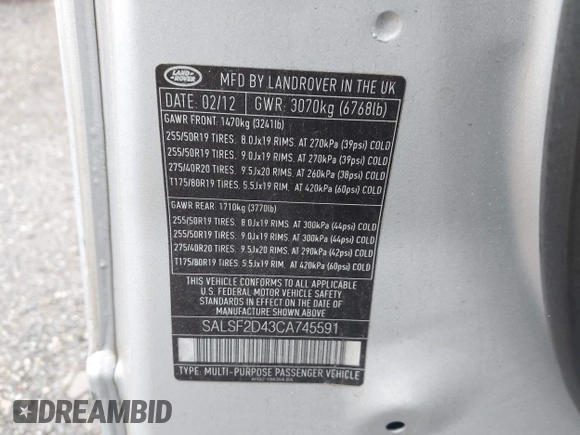 LAND ROVER
MFD BY LANDROVER IN THE UK
DATE: 02/12 GWR: 3070kg (6768lb)
GAWR FRONT: 1470kg (3241lb)
255/50R19 TIRES. 8.0Jx19 RIMS. AT 270kPa (39psi) COLD
255/50R19 TIRES. 9.0Jx19 RIMS. AT 270kPa (39psi) COLD
275/40R20 TIRES. 9.5Jx20 RIMS. AT 260kPa (38psi) COLD
T175/80R19 TIRES. 5.5Jx19 RIM. AT 420kPa (60psi) COLD
GAWR REAR: 1710kg (3770lb)
255/50R19 TIRES. 8.0Jx19 RIMS. AT 300kPa (44psi) COLD
255/50R19 TIRES. 9.0Jx19 RIMS. AT 300kPa (44psi) COLD
275/40R20 TIRES. 9.5Jx20 RIMS. AT 290kPa (42psi) COLD
T175/80R19 TIRES. 5.5Jx19 RIM. AT 420kPa (60psi) COLD
THIS VEHICLE CONFORMS TO ALL APPLICABLE
U.S. FEDERAL MOTOR VEHICLE SAFETY
STANDARDS IN EFFECT ON THE DATE OF
MANUFACTURE SHOWN ABOVE.
SALSF2D43CA745591
TYPE: MULTI-PURPOSE PASSENGER VEHICLE
DREAMBID